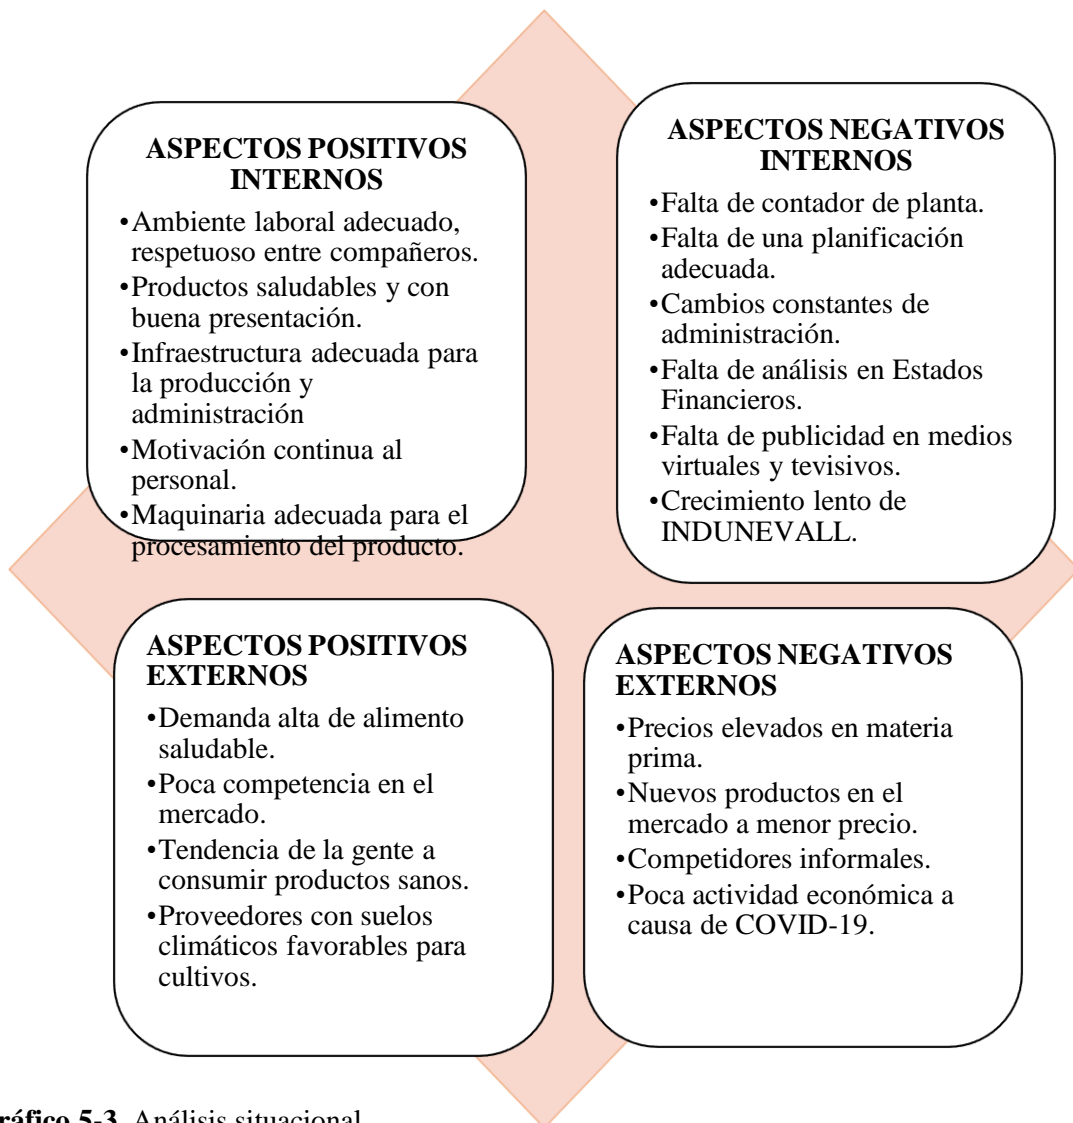 ASPECTOS POSITIVOS
INTERNOS
•Ambiente laboral adecuado,
respetuoso entre compañeros.
•Productos saludables y con
buena presentación.
•Infraestructura adecuada para
la producción y
administración
•Motivación continua al
personal.
•Maquinaria adecuada para el
procesamiento del producto.
ASPECTOS NEGATIVOS
INTERNOS
•Falta de contador de planta.
•Falta de una planificación
adecuada.
•Cambios constantes de
administración.
•Falta de análisis en Estados
Financieros.
•Falta de publicidad en medios
virtuales y tevisivos.
•Crecimiento lento de
INDUNEVALL.
ASPECTOS POSITIVOS
EXTERNOS
•Demanda alta de alimento
saludable.
•Poca competencia en el
mercado.
•Tendencia de la gente a
consumir productos sanos.
•Proveedores con suelos
climáticos favorables para
cultivos.
ASPECTOS NEGATIVOS
EXTERNOS
•Precios elevados en materia
prima.
•Nuevos productos en el
mercado a menor precio.
•Competidores informales.
•Poca actividad económica a
causa de COVID-19.
ráfico 5-3. Análisis situacional